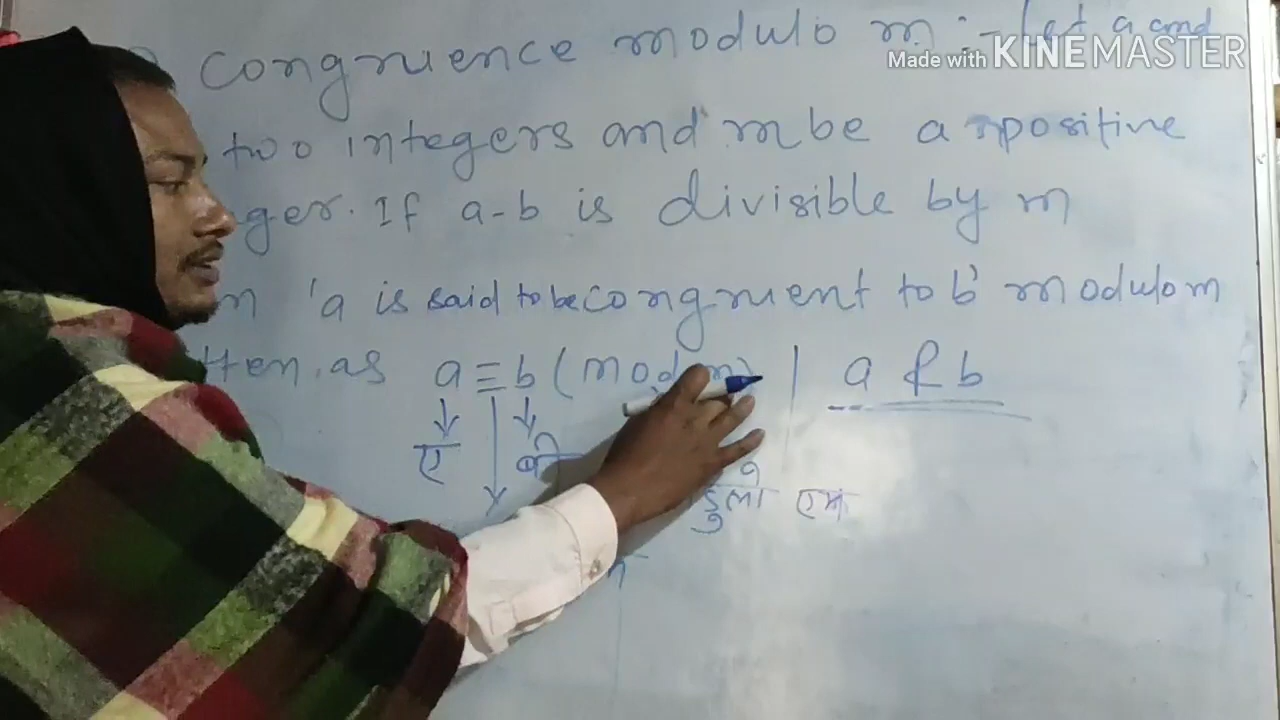 Congruence modulo m :- Let a and
Made with KINEMASTER
two integers and m be a positive
ger. If a-b is divisible by m
n 'a is said to be congruent to b' modulo m
tten as a ≡ b (mod m) | a & b
ए बी
डुलो एम